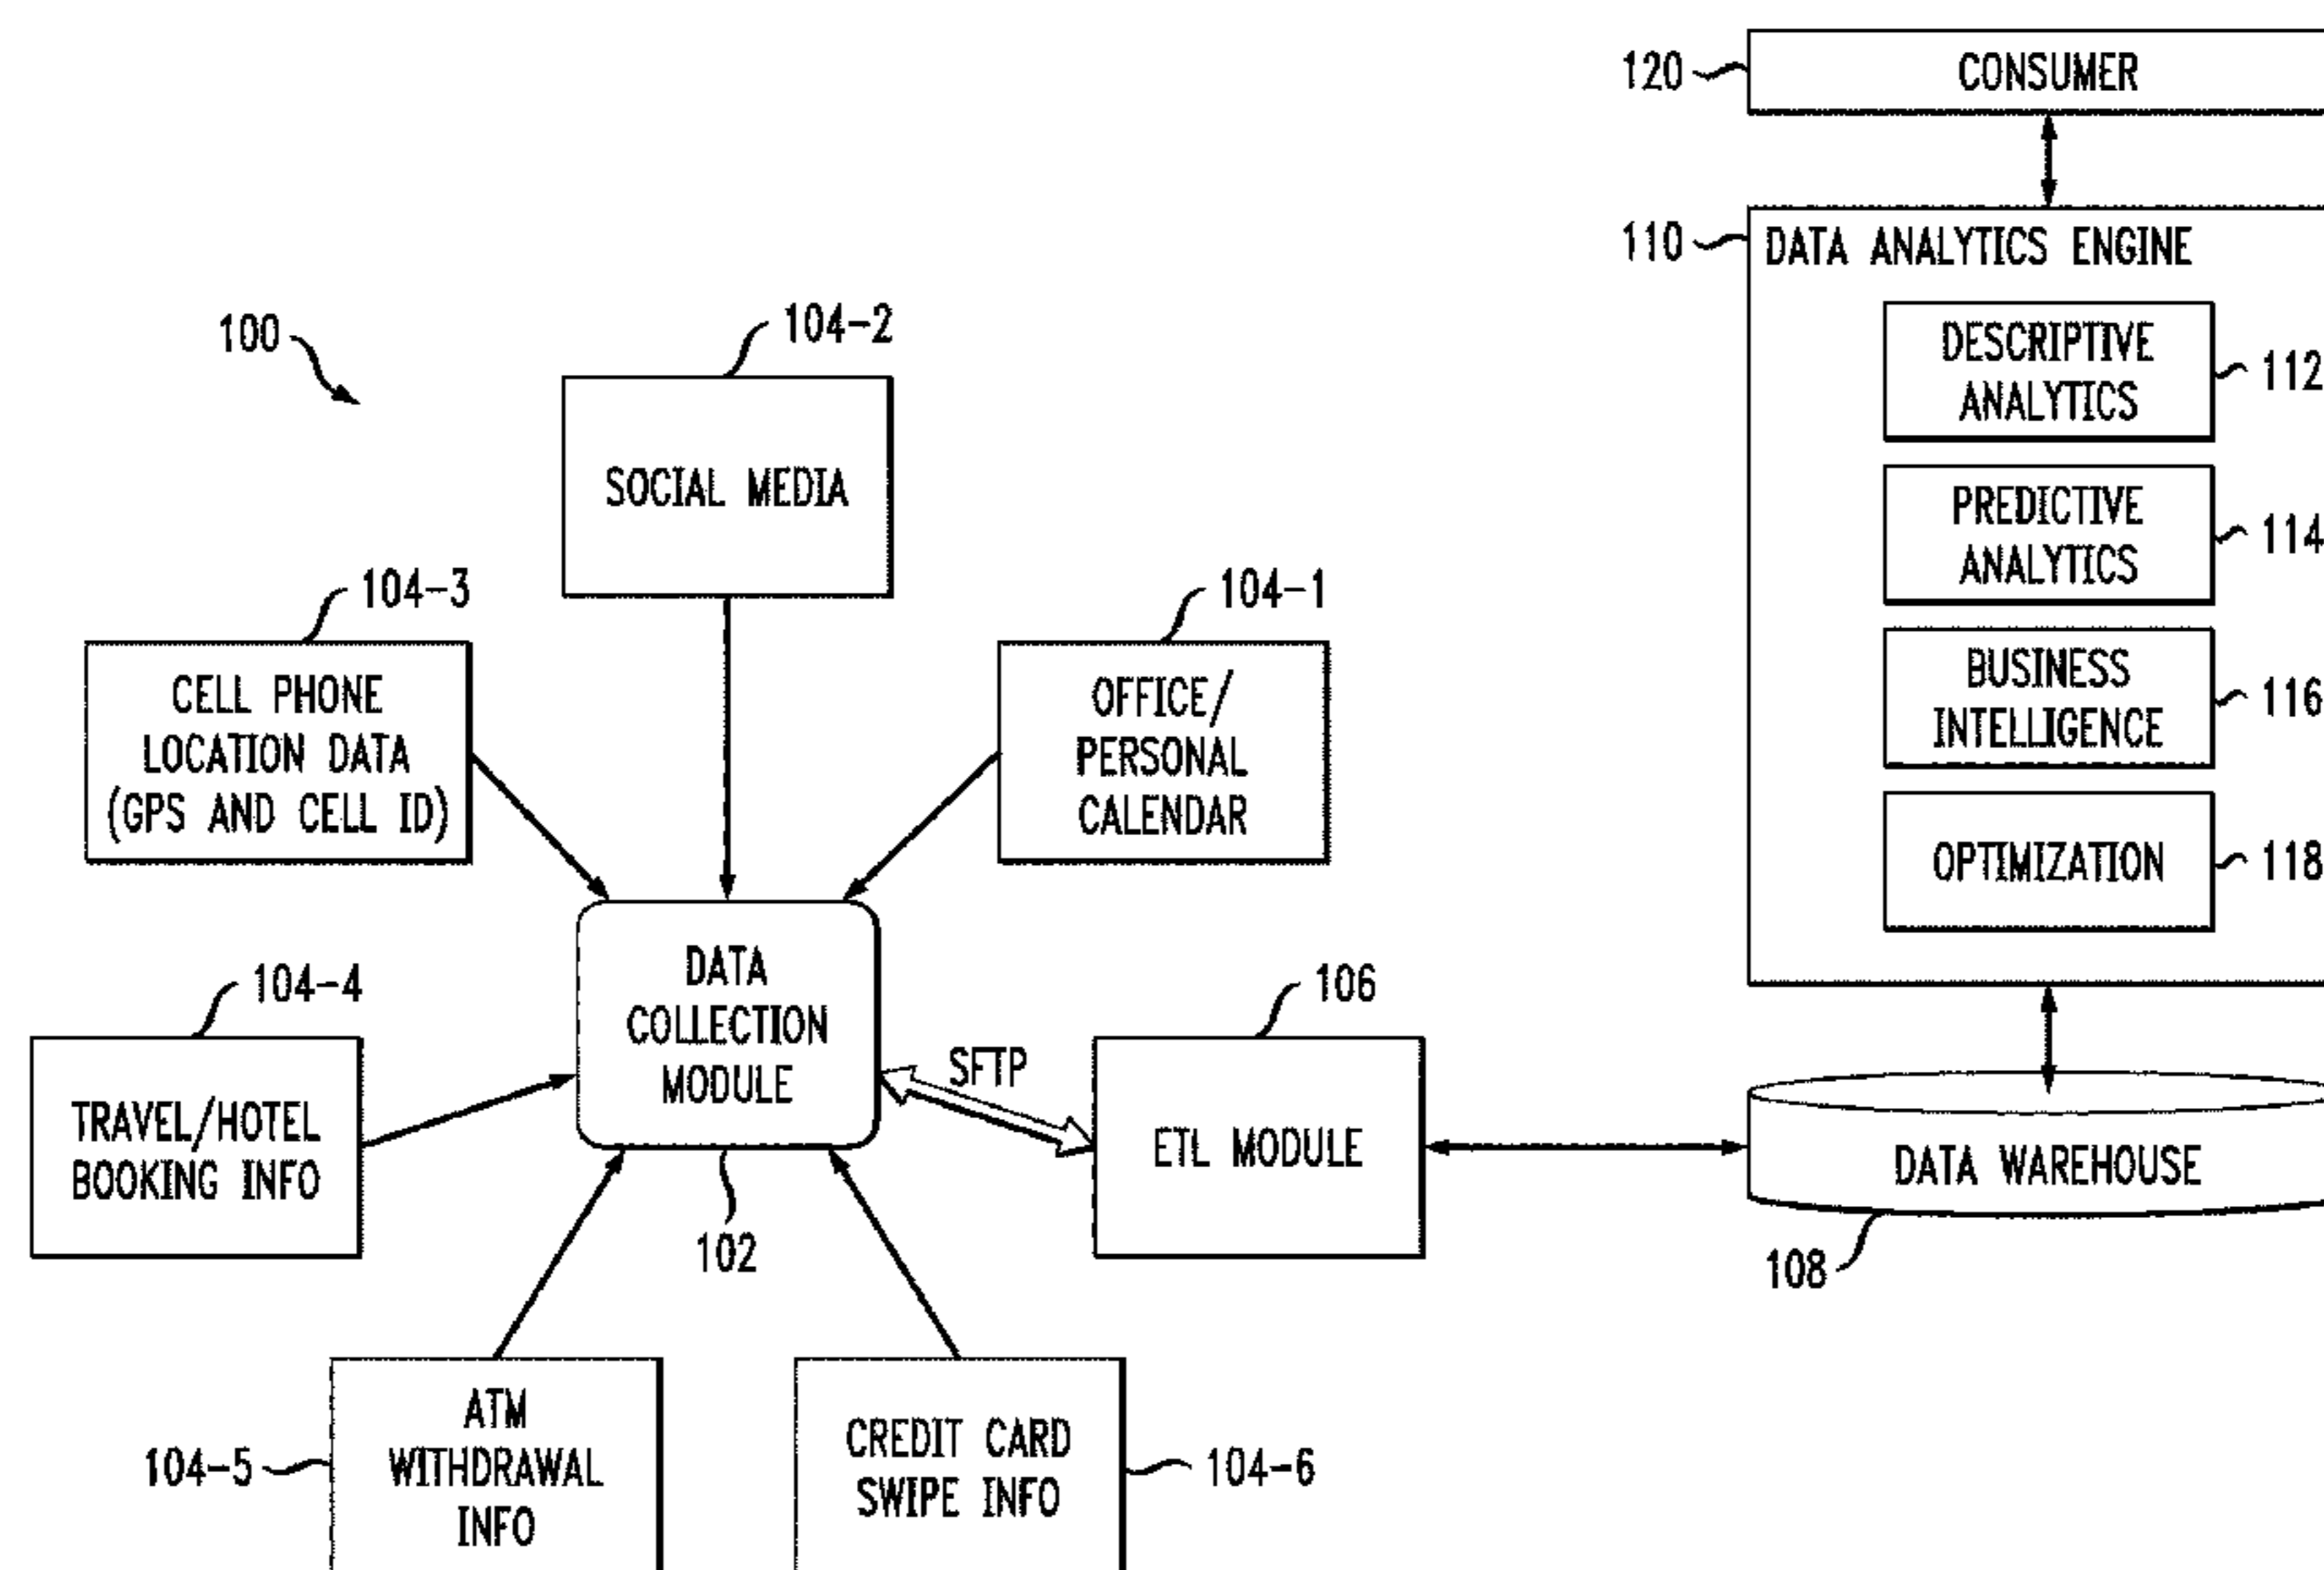 120
CONSUMER
110
DATA ANALYTICS ENGINE
DESCRIPTIVE
ANALYTICS
112
PREDICTIVE
ANALYTICS
114
BUSINESS
INTELLIGENCE
116
OPTIMIZATION
118
100
104-2
SOCIAL MEDIA
104-3
CELL PHONE
LOCATION DATA
(GPS AND CELL ID)
104-1
OFFICE/
PERSONAL
CALENDAR
DATA
COLLECTION
MODULE
102
104-4
TRAVEL/HOTEL
BOOKING INFO
SFTP
106
ETL MODULE
DATA WAREHOUSE
108
104-5
ATM
WITHDRAWAL
INFO
CREDIT CARD
SWIPE INFO
104-6